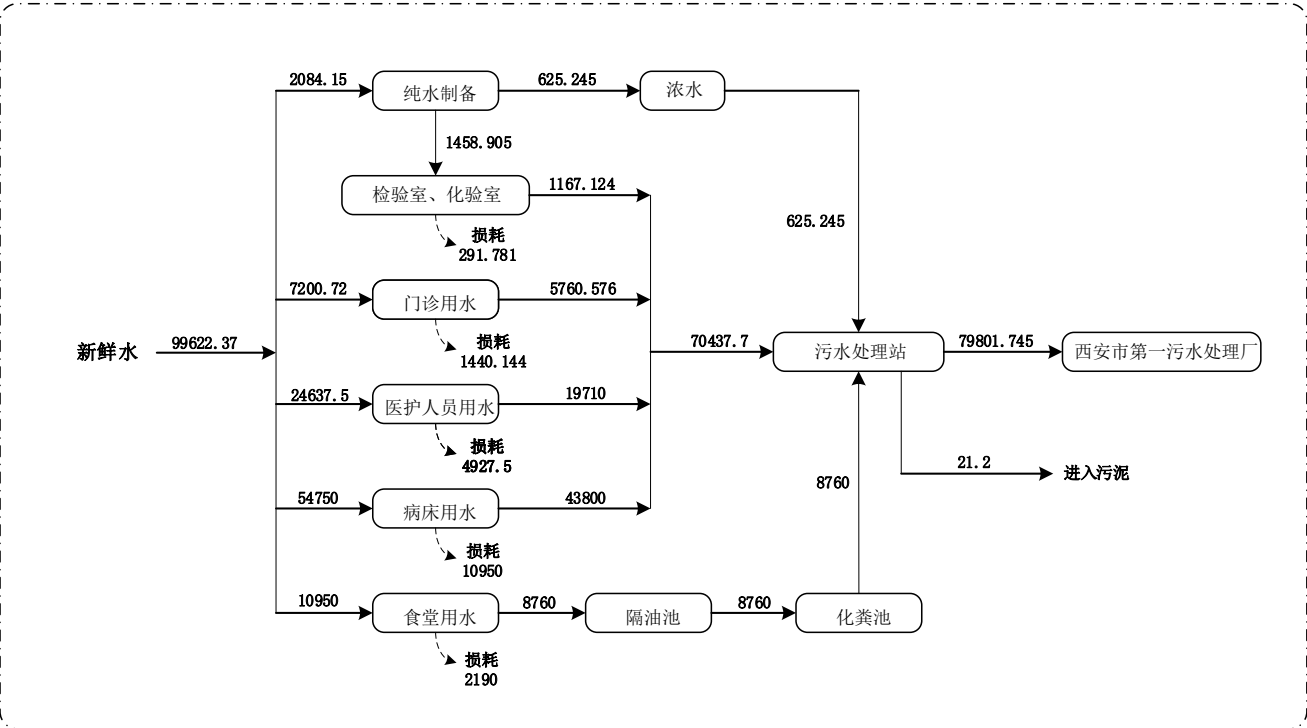 2084.15
纯水制备
625.245
浓水
1458.905
检验室、化验室
1167.124
损耗
291.781
625.245
7200.72
门诊用水
5760.576
损耗
1440.144
新鲜水
99622.37
70437.7
污水处理站
79801.745
西安市第一污水处理厂
24637.5
医护人员用水
19710
损耗
4927.5
21.2
进入污泥
8760
54750
病床用水
43800
损耗
10950
10950
食堂用水
8760
隔油池
8760
化粪池
损耗
2190